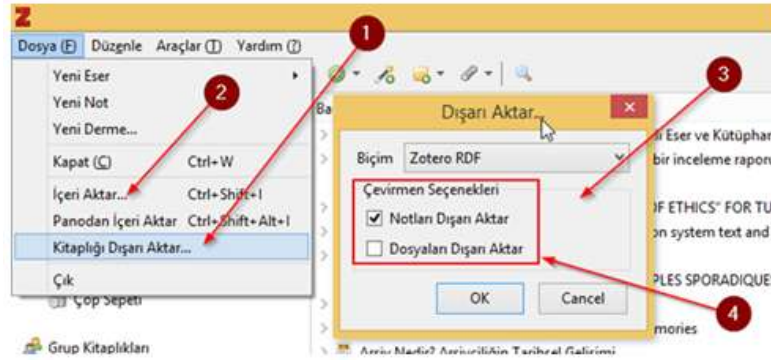 Z
1
Dosya (F) Düzenle Araçlar (T) Yardım (?)
Yeni Eser
Yeni Not
Yeni Derme...
Kapat (C) Ctrl+W
İçeri Aktar... Ctrl+Shift+I
Panodan İçeri Aktar Ctrl+Shift+Alt+I
Kitaplığı Dışarı Aktar...
Çık
Çöp Sepeti
Grup Kitaplıkları
2
Ba
Dışarı Aktar...
Biçim Zotero RDF
Çevirmen Seçenekleri
Notları Dışarı Aktar
Dosyaları Dışarı Aktar
OK Cancel
3
4
Eser ve Kütüphan
bir inceleme rapor
OF ETHICS" FOR TU
on system text and
PLES SPORADIQUE
mories
Arşiv Nedir? Arşivciliğin Tarihsel Gelişimi